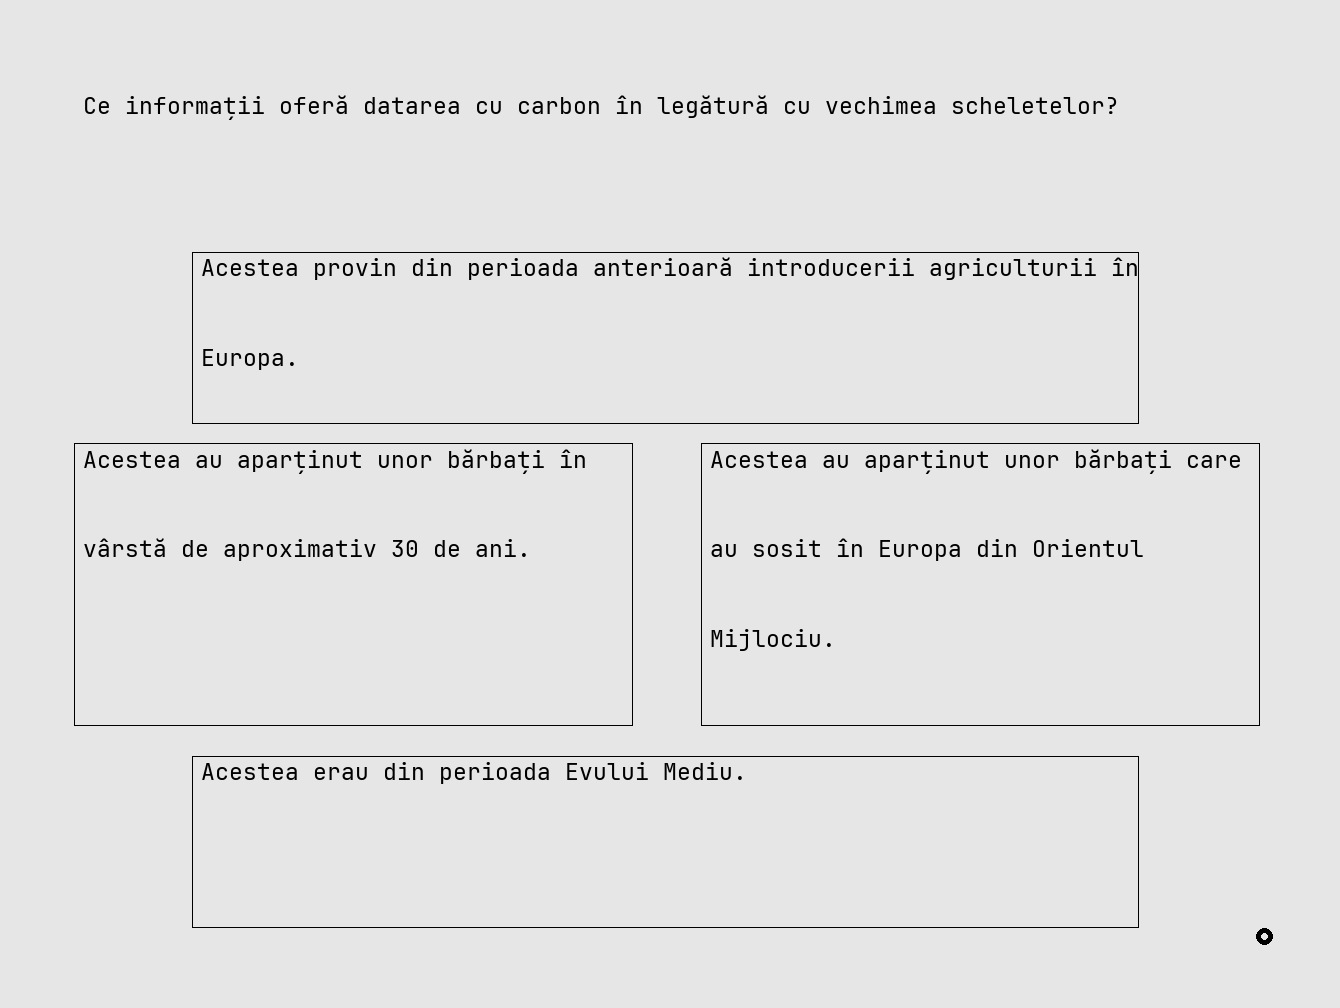 Ce informații oferă datarea cu carbon în legătură cu vechimea scheletelor?
Acestea provin din perioada anterioară introducerii agriculturii în
Europa.
Acestea au aparținut unor bărbați în
vârstă de aproximativ 30 de ani.
Acestea au aparținut unor bărbați care
au sosit în Europa din Orientul
Mijlociu.
Acestea erau din perioada Evului Mediu.